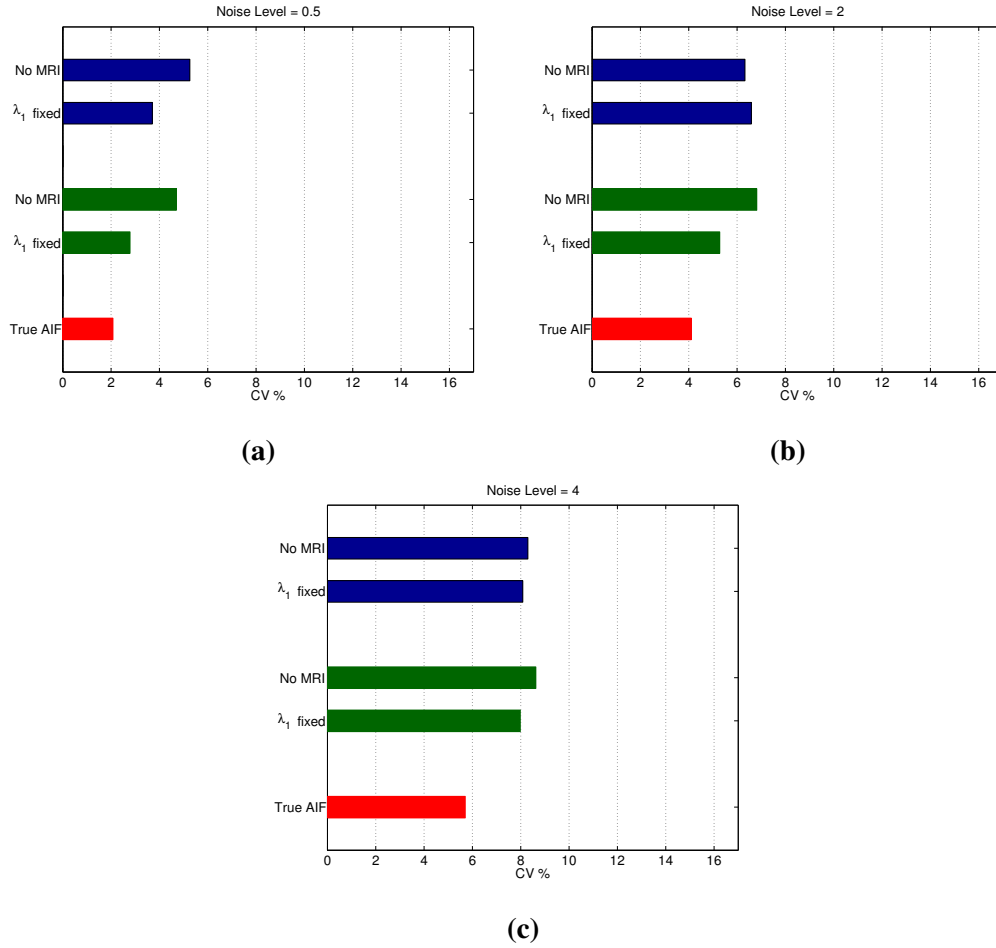 Noise Level = 0.5
No MRI
λ1 fixed
No MRI
λ1 fixed
True AIF
0 2 4 6 8 10 12 14 16
CV %
(a)
Noise Level = 2
No MRI
λ1 fixed
No MRI
λ1 fixed
True AIF
0 2 4 6 8 10 12 14 16
CV %
(b)
Noise Level = 4
No MRI
λ1 fixed
No MRI
λ1 fixed
True AIF
0 2 4 6 8 10 12 14 16
CV %
(c)